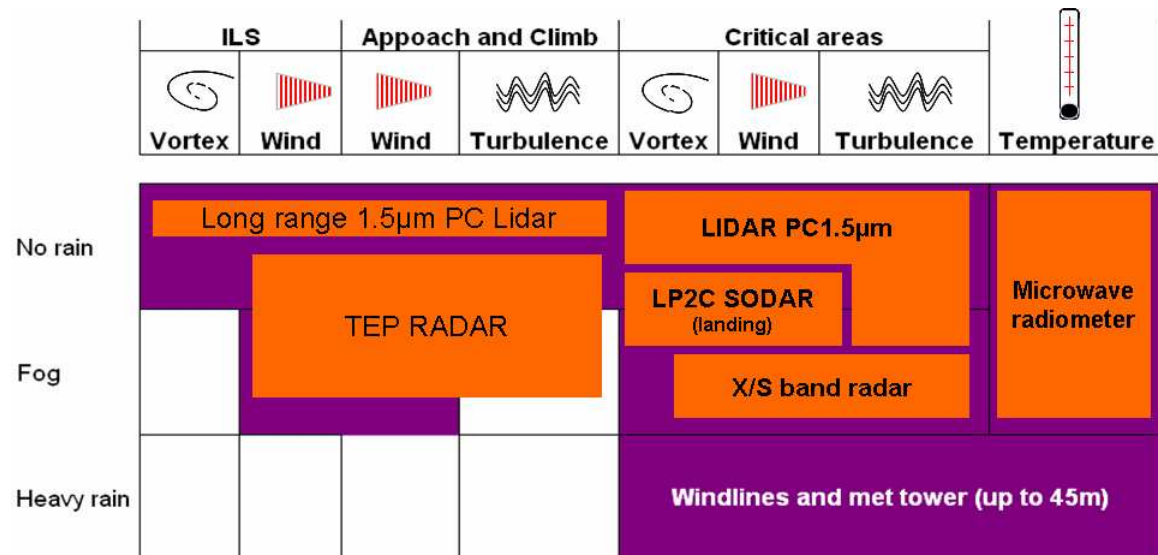 ILS Appoach and Climb Critical areas
Vortex Wind Wind Turbulence Vortex Wind Turbulence Temperature
No rain
Long range 1.5µm PC Lidar
LIDAR PC1.5µm
TEP RADAR
LP2C SODAR
(landing)
Microwave
radiometer
Fog
X/S band radar
Heavy rain
Windlines and met tower (up to 45m)